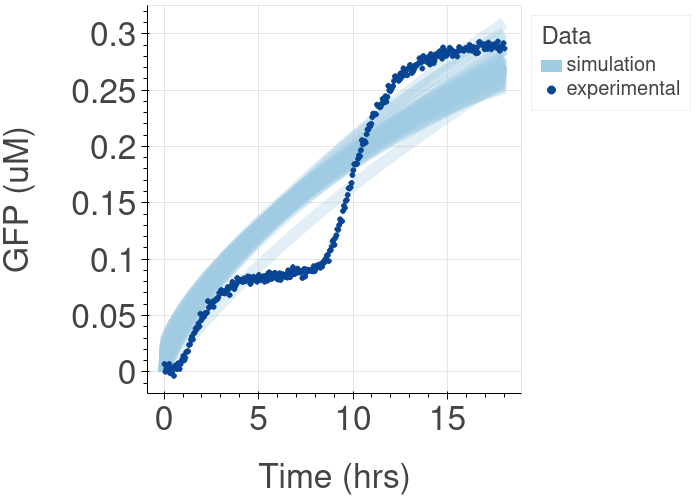 GFP (uM)
0.3
0.25
0.2
0.15
0.1
0.05
0
0 5 10 15
Time (hrs)
Data
simulation
experimental